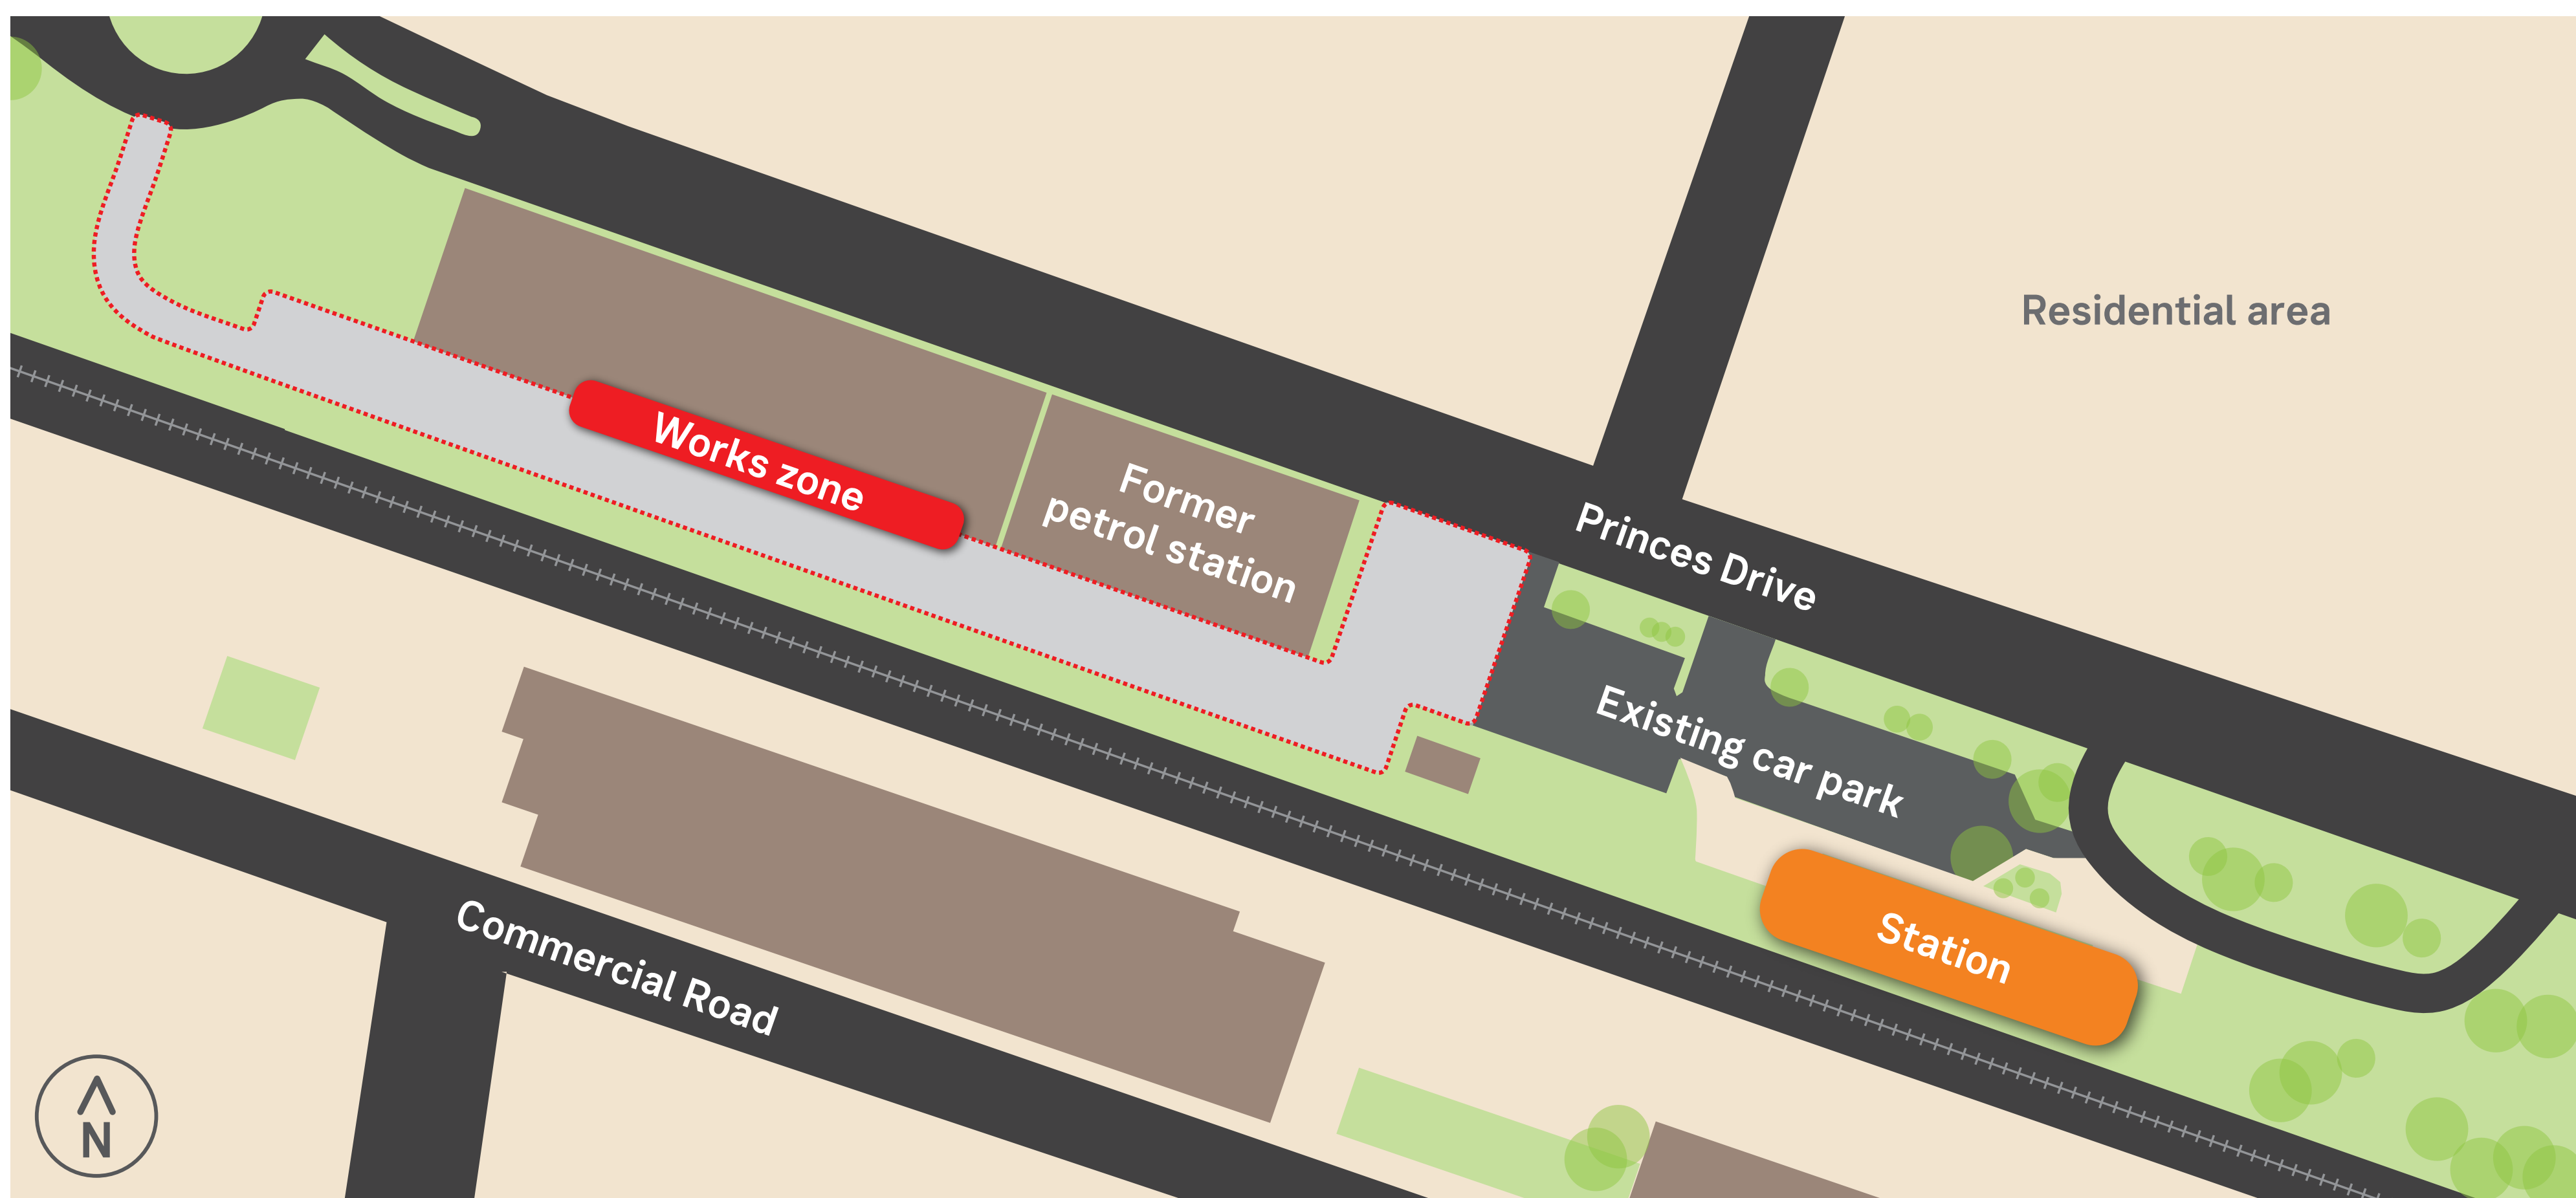 Residential area
Works zone
Former
petrol station
Princes Drive
Existing car park
Station
Commercial Road
N